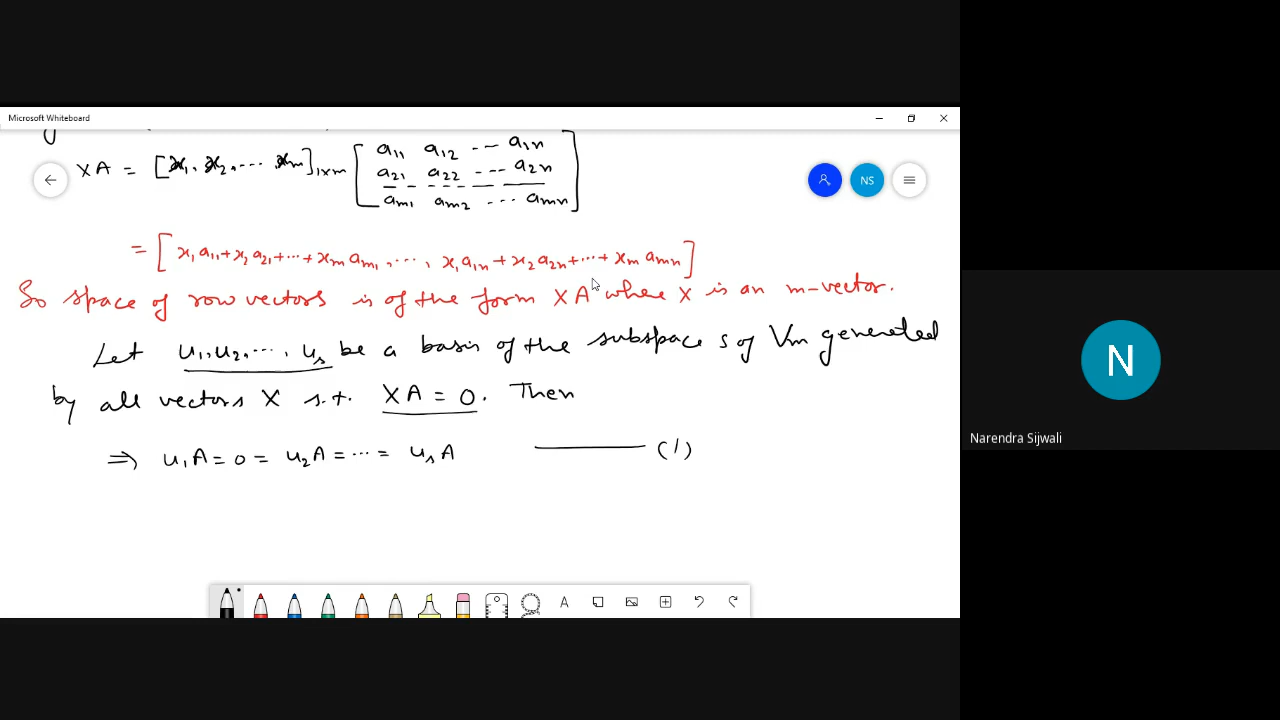 Microsoft Whiteboard
XA = [x1, x2, ... xm]1×m [a11 a12 --- a1n
a21 a22 --- a2n
am1 am2 --- amn]
NS
= [x1a11+x2a21+...+xmam1, ..., x1a1n+x2a2n+...+xmamn]
So space of row vectors is of the form XA where X is an m-vector.
Let u1, u2, ..., us be a basis of the subspace S of Vm generated
by all vectors X s.t. XA = 0. Then
⇒ u1A = 0 = u2A = ... = usA ——— (1)
A
N
Narendra Sijwali